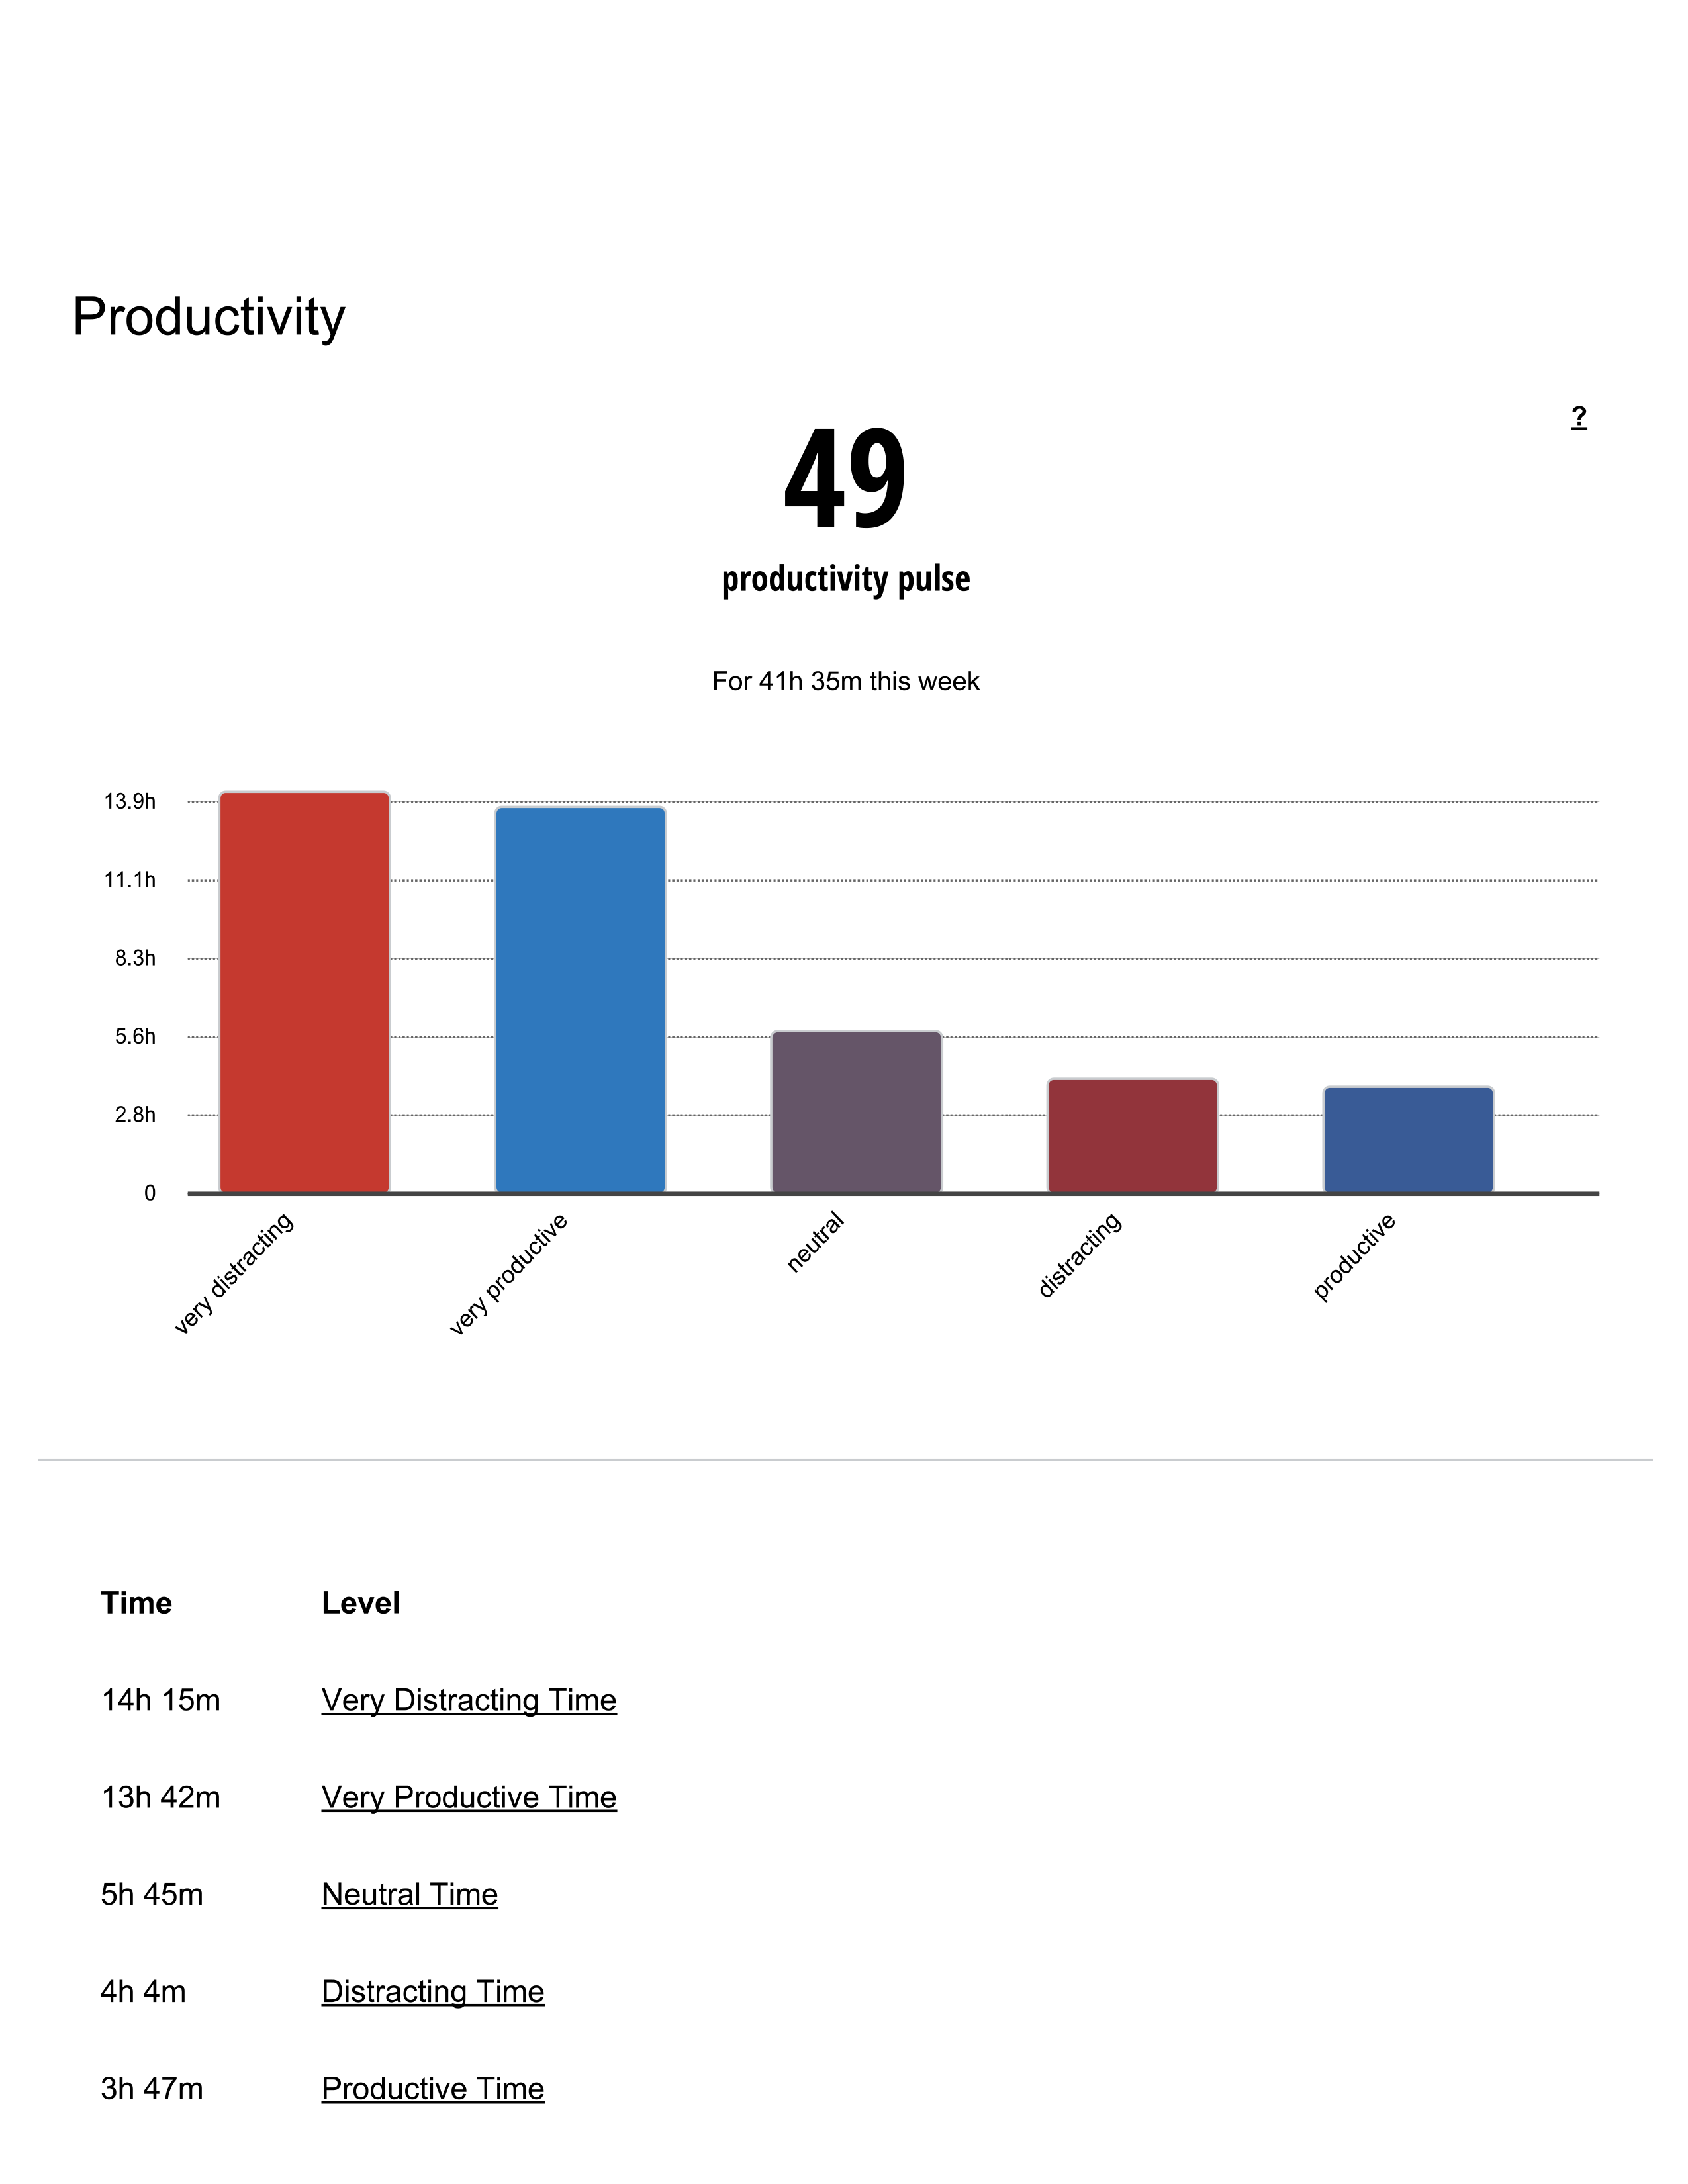 Productivity
?
49
productivity pulse
For 41h 35m this week
13.9h
11.1h
8.3h
5.6h
2.8h
0
very distracting
very productive
neutral
distracting
productive
Time Level
14h 15m Very Distracting Time
13h 42m Very Productive Time
5h 45m Neutral Time
4h 4m Distracting Time
3h 47m Productive Time